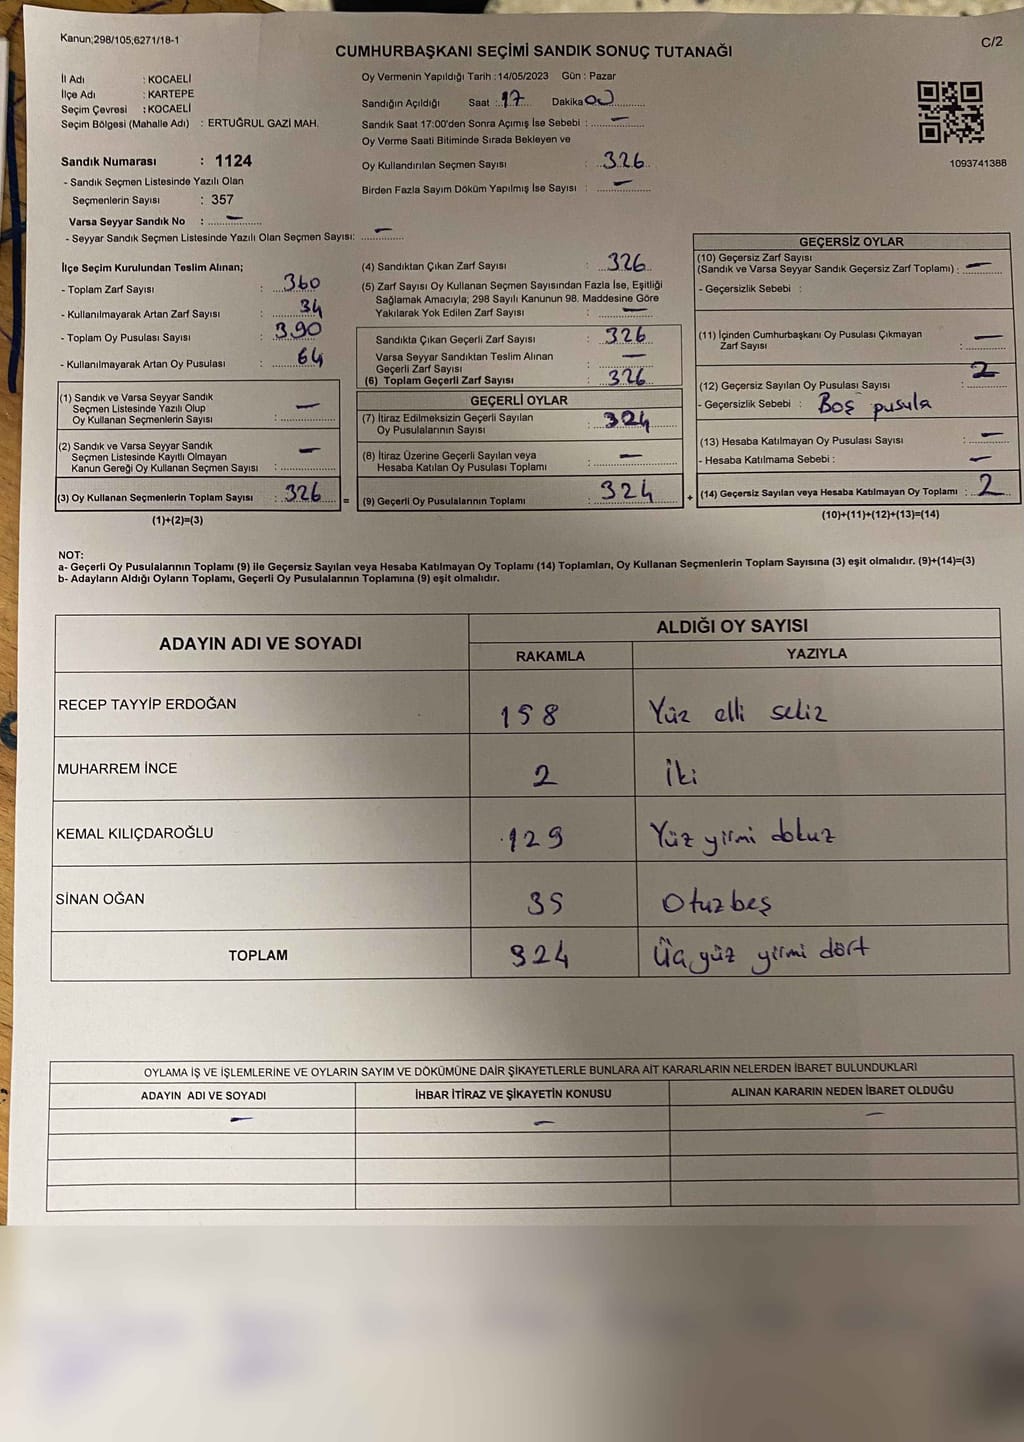 Kanun;298/105;6271/18-1
C/2
CUMHURBAŞKANI SEÇİMİ SANDIK SONUÇ TUTANAĞI
İl Adı : KOCAELİ
İlçe Adı : KARTEPE
Seçim Çevresi : KOCAELİ
Seçim Bölgesi (Mahalle Adı) : ERTUĞRUL GAZİ MAH.
Sandık Numarası : 1124
- Sandık Seçmen Listesinde Yazılı Olan
Seçmenlerin Sayısı : 357
Varsa Seyyar Sandık No : —
- Seyyar Sandık Seçmen Listesinde Yazılı Olan Seçmen Sayısı: —
Oy Vermenin Yapıldığı Tarih : 14/05/2023 Gün : Pazar
Sandığın Açıldığı Saat : 17 Dakika 00
Sandık Saat 17:00'den Sonra Açımış İse Sebebi : —
Oy Verme Saati Bitiminde Sırada Bekleyen ve
Oy Kullandırılan Seçmen Sayısı : 326
Birden Fazla Sayım Döküm Yapılmış İse Sayısı : —
1093741388
İlçe Seçim Kurulundan Teslim Alınan;
- Toplam Zarf Sayısı : 360
- Kullanılmayarak Artan Zarf Sayısı : 34
- Toplam Oy Pusulası Sayısı : 390
- Kullanılmayarak Artan Oy Pusulası : 64
(1) Sandık ve Varsa Seyyar Sandık
Seçmen Listesinde Yazılı Olup
Oy Kullanan Seçmenlerin Sayısı : —
(2) Sandık ve Varsa Seyyar Sandık
Seçmen Listesinde Kayıtlı Olmayan
Kanun Gereği Oy Kullanan Seçmen Sayısı : —
(3) Oy Kullanan Seçmenlerin Toplam Sayısı : 326 =
(1)+(2)=(3)
(4) Sandıktan Çıkan Zarf Sayısı : 326
(5) Zarf Sayısı Oy Kullanan Seçmen Sayısından Fazla İse, Eşitliği
Sağlamak Amacıyla; 298 Sayılı Kanunun 98. Maddesine Göre
Yakılarak Yok Edilen Zarf Sayısı : —
Sandıkta Çıkan Geçerli Zarf Sayısı : 326
Varsa Seyyar Sandıktan Teslim Alınan
Geçerli Zarf Sayısı : —
(6) Toplam Geçerli Zarf Sayısı : 326
GEÇERLİ OYLAR
(7) İtiraz Edilmeksizin Geçerli Sayılan
Oy Pusulalarının Sayısı : 324
(8) İtiraz Üzerine Geçerli Sayılan veya
Hesaba Katılan Oy Pusulası Toplamı : —
(9) Geçerli Oy Pusulalarının Toplamı : 324 +
GEÇERSİZ OYLAR
(10) Geçersiz Zarf Sayısı
(Sandık ve Varsa Seyyar Sandık Geçersiz Zarf Toplamı) : —
- Geçersizlik Sebebi :
(11) İçinden Cumhurbaşkanı Oy Pusulası Çıkmayan
Zarf Sayısı : —
(12) Geçersiz Sayılan Oy Pusulası Sayısı : 2
- Geçersizlik Sebebi : Boş pusula
(13) Hesaba Katılmayan Oy Pusulası Sayısı : —
- Hesaba Katılmama Sebebi : —
(14) Geçersiz Sayılan veya Hesaba Katılmayan Oy Toplamı : 2
(10)+(11)+(12)+(13)=(14)
NOT:
a- Geçerli Oy Pusulalarının Toplamı (9) ile Geçersiz Sayılan veya Hesaba Katılmayan Oy Toplamı (14) Toplamları, Oy Kullanan Seçmenlerin Toplam Sayısına (3) eşit olmalıdır. (9)+(14)=(3)
b- Adayların Aldığı Oyların Toplamı, Geçerli Oy Pusulalarının Toplamına (9) eşit olmalıdır.
ADAYIN ADI VE SOYADI ALDIĞI OY SAYISI
RAKAMLA YAZIYLA
RECEP TAYYİP ERDOĞAN 158 Yüz elli sekiz
MUHARREM İNCE 2 İki
KEMAL KILIÇDAROĞLU 129 Yüz yirmi dokuz
SİNAN OĞAN 35 Otuzbeş
TOPLAM 324 Üç yüz yirmi dört
OYLAMA İŞ VE İŞLEMLERİNE VE OYLARIN SAYIM VE DÖKÜMÜNE DAİR ŞİKAYETLERLE BUNLARA AİT KARARLARIN NELERDEN İBARET BULUNDUKLARI
ADAYIN ADI VE SOYADI İHBAR İTİRAZ VE ŞİKAYETİN KONUSU ALINAN KARARIN NEDEN İBARET OLDUĞU
— — —